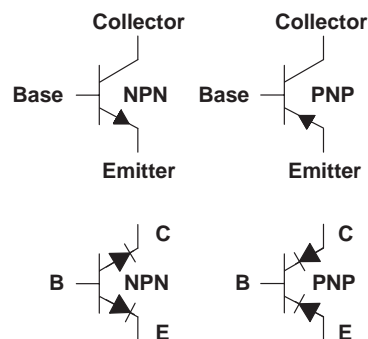 Collector Collector
Base NPN Base PNP
Emitter Emitter
C C
B NPN B PNP
E E